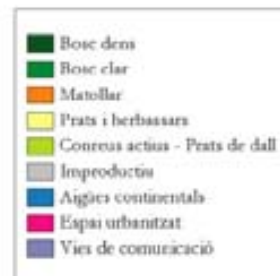 Bosc dens
Bosc clar
Matollar
Prats i herbassars
Conreus actius - Prats de dall
Improductiu
Aigües continentals
Espai urbanitzat
Vies de comunicació